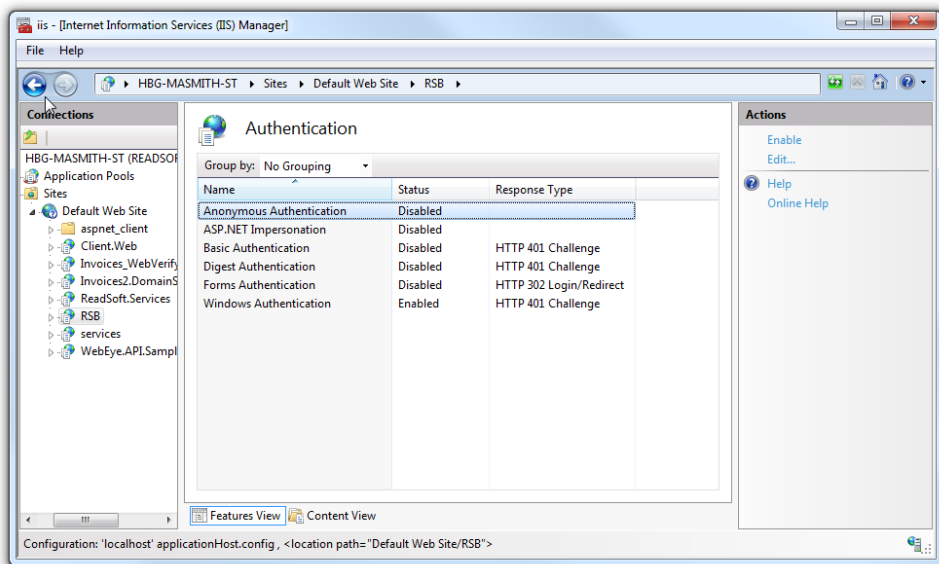 iis - [Internet Information Services (IIS) Manager]
File Help
HBG-MASMITH-ST Sites Default Web Site RSB
Connections
HBG-MASMITH-ST (READSOF
Application Pools
Sites
Default Web Site
aspnet_client
Client.Web
Invoices_WebVerify
Invoices2.DomainS
ReadSoft.Services
RSB
services
WebEye.API.Sampl
Authentication
Group by: No Grouping
Name Status Response Type
Anonymous Authentication Disabled
ASP.NET Impersonation Disabled
Basic Authentication Disabled HTTP 401 Challenge
Digest Authentication Disabled HTTP 401 Challenge
Forms Authentication Disabled HTTP 302 Login/Redirect
Windows Authentication Enabled HTTP 401 Challenge
Features View Content View
Actions
Enable
Edit...
Help
Online Help
Configuration: 'localhost' applicationHost.config , <location path="Default Web Site/RSB">